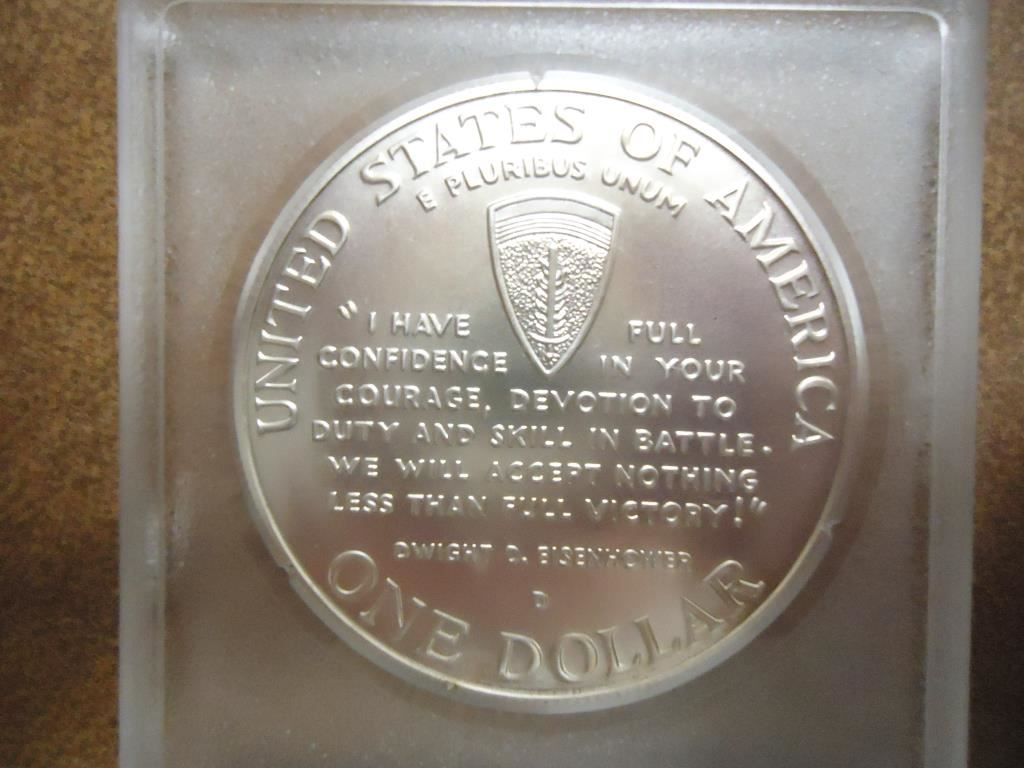 UNITED STATES OF AMERICA
E PLURIBUS UNUM
"I HAVE FULL
CONFIDENCE IN YOUR
COURAGE, DEVOTION TO
DUTY AND SKILL IN BATTLE.
WE WILL ACCEPT NOTHING
LESS THAN FULL VICTORY!"
DWIGHT D. EISENHOWER
D
ONE DOLLAR